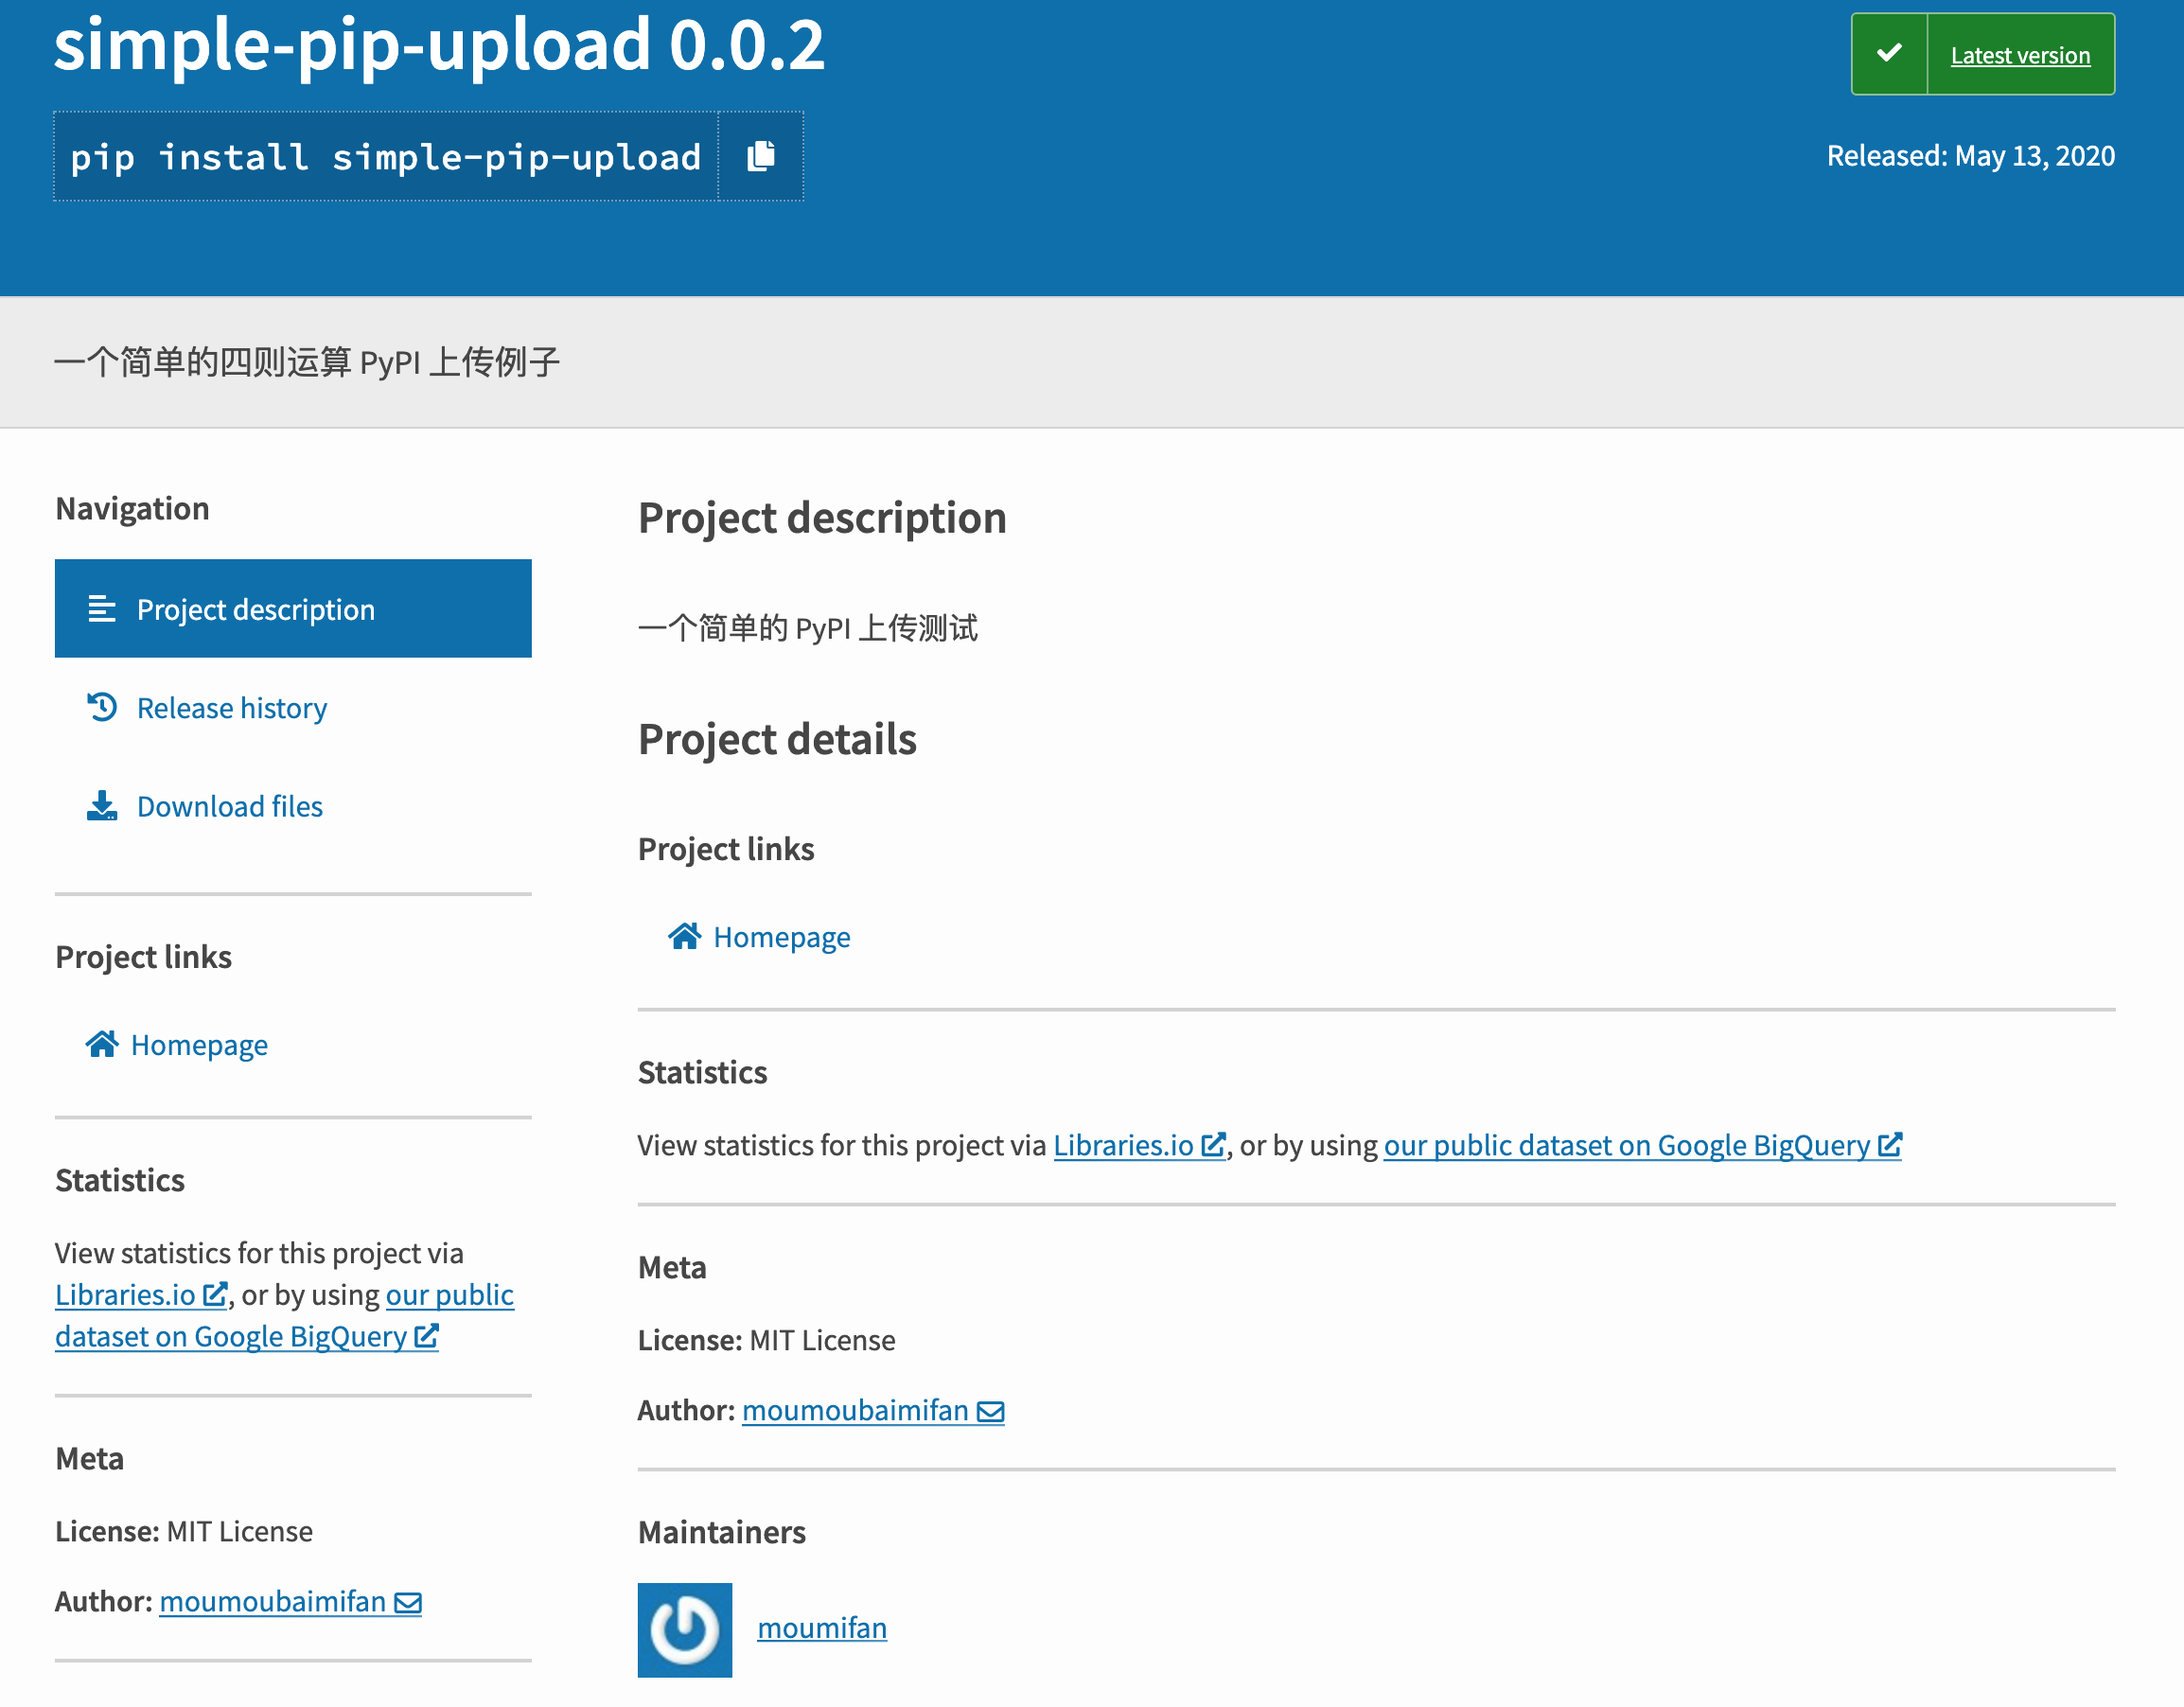 simple-pip-upload 0.0.2
Latest version
pip install simple-pip-upload
Released: May 13, 2020
一个简单的四则运算 PyPI 上传例子
Navigation
Project description
Release history
Download files
Project links
Homepage
Statistics
View statistics for this project via
Libraries.io, or by using our public
dataset on Google BigQuery
Meta
License: MIT License
Author: moumoubaimifan
Project description
一个简单的 PyPI 上传测试
Project details
Project links
Homepage
Statistics
View statistics for this project via Libraries.io, or by using our public dataset on Google BigQuery
Meta
License: MIT License
Author: moumoubaimifan
Maintainers
moumifan